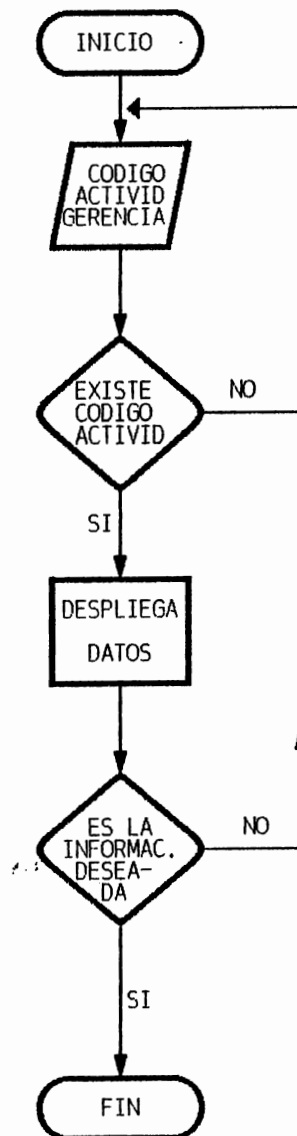 INICIO
CODIGO
ACTIVID
GERENCIA
EXISTE
CODIGO
ACTIVID
NO
SI
DESPLIEGA
DATOS
ES LA
INFORMAC.
DESEA-
DA
NO
SI
FIN